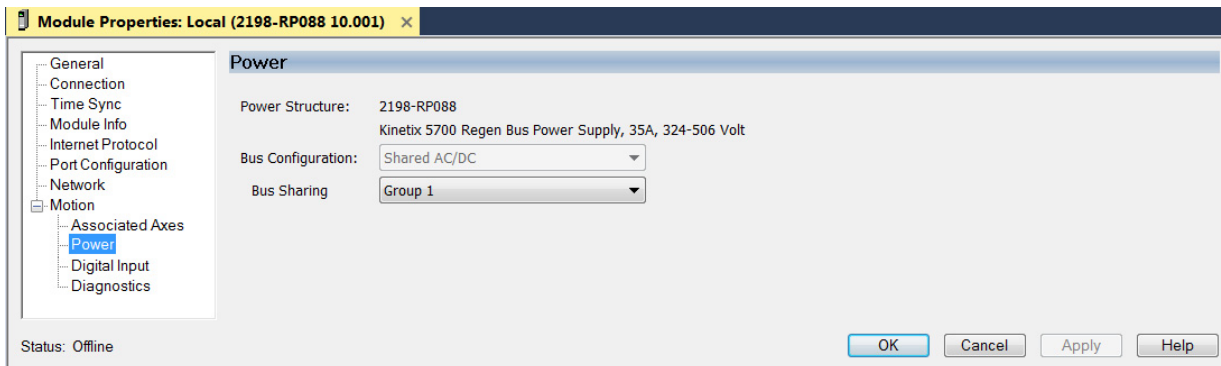 Module Properties: Local (2198-RP088 10.001) ×
General
Connection
Time Sync
Module Info
Internet Protocol
Port Configuration
Network
Motion
Associated Axes
Power
Digital Input
Diagnostics
Power
Power Structure: 2198-RP088
Kinetix 5700 Regen Bus Power Supply, 35A, 324-506 Volt
Bus Configuration: Shared AC/DC
Bus Sharing Group 1
Status: Offline
OK Cancel Apply Help